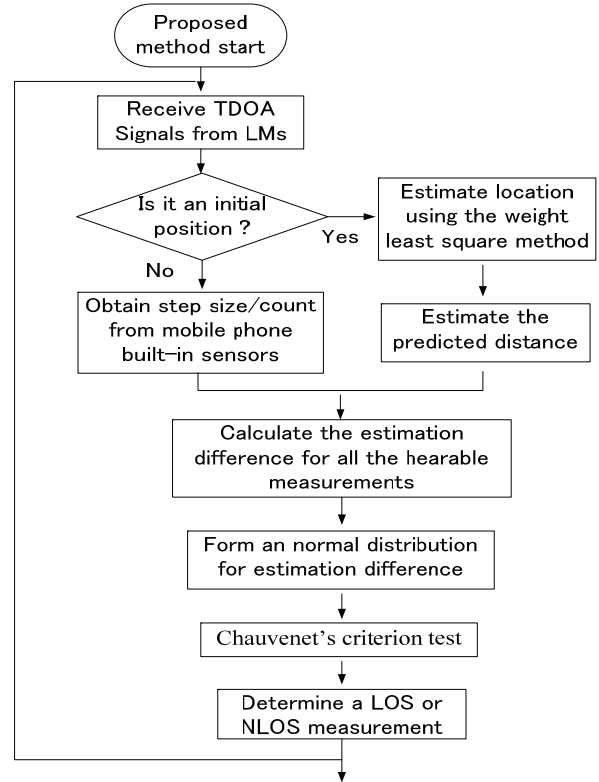 Proposed
method start
Receive TDOA
Signals from LMs
Is it an initial
position ?
Yes
No
Estimate location
using the weight
least square method
Obtain step size/count
from mobile phone
built-in sensors
Estimate the
predicted distance
Calculate the estimation
difference for all the hearable
measurements
Form an normal distribution
for estimation difference
Chauvenet's criterion test
Determine a LOS or
NLOS measurement